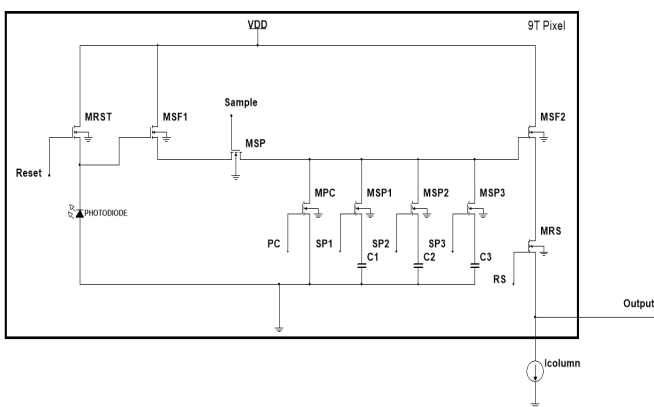 VDD
9T Pixel
MRST
MSF1
Sample
MSP
MSF2
Reset
PHOTODIODE
MPC
MSP1
MSP2
MSP3
MRS
PC
SP1
SP2
SP3
C1
C2
C3
RS
Output
Icolumn